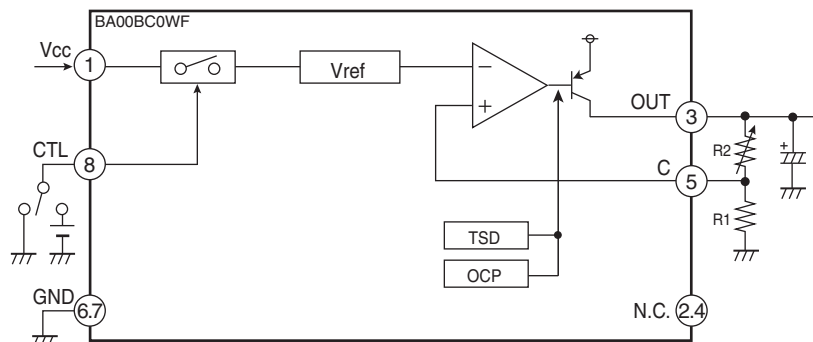 BA00BC0WF
Vcc
1
Vref
−
+
OUT
3
R2
+
CTL
8
C
5
R1
TSD
OCP
GND
6.7
N.C.
2.4